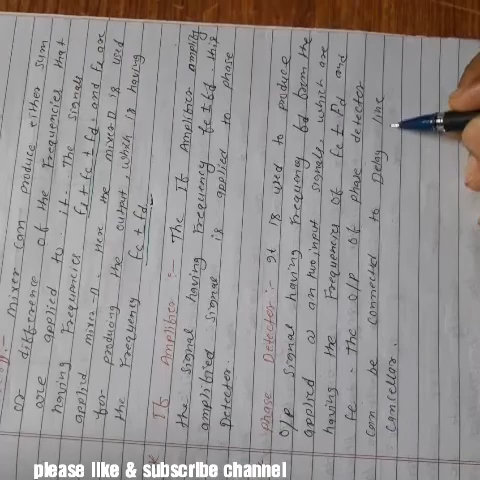 mixer can produce either sum
or difference of the Frequencies that
are applied to it. The signals
having Frequencies fl + fc ± fd and fl are
applied mixer-II. Here the mixer-II is used
for producing the output, which is having
the Frequency fc ± fd.
If Amplifier :- The If Amplifier amplify
the signal having Frequency fc ± fd. this
amplified signal is applied to phase
Detector.
Phase Detector :- It is used to produce
o/p signal having Frequency fd from the
applied two input signals, which are
having the Frequencies of fc ± fd and
fc. The o/p of phase detector
can be connected to Delay line
cancellor.
please like & subscribe channel